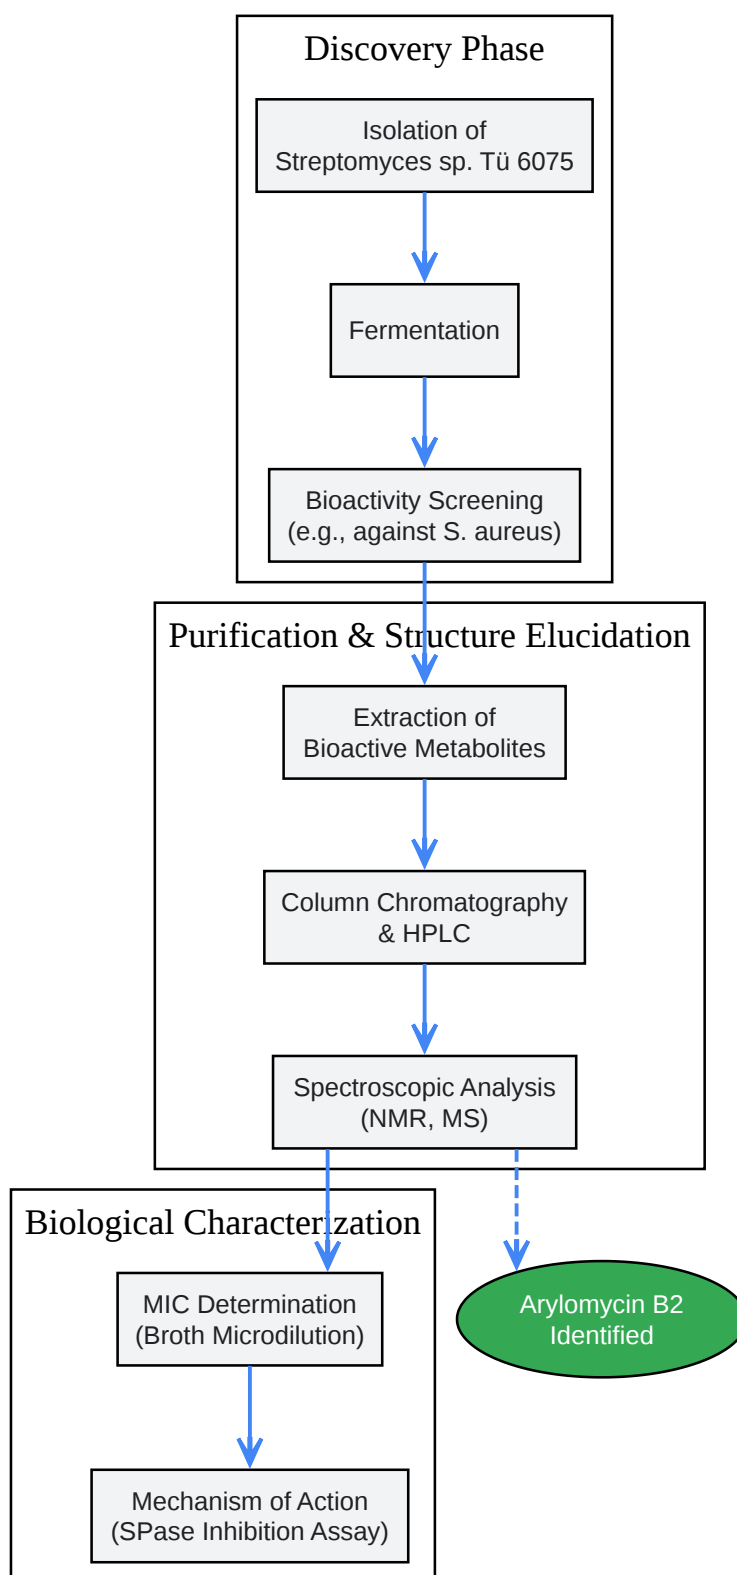 Discovery Phase
Isolation of
Streptomyces sp. Tü 6075
Fermentation
Bioactivity Screening
(e.g., against S. aureus)
Purification & Structure Elucidation
Extraction of
Bioactive Metabolites
Column Chromatography
& HPLC
Spectroscopic Analysis
(NMR, MS)
Biological Characterization
MIC Determination
(Broth Microdilution)
Arylomycin B2
Identified
Mechanism of Action
(SPase Inhibition Assay)